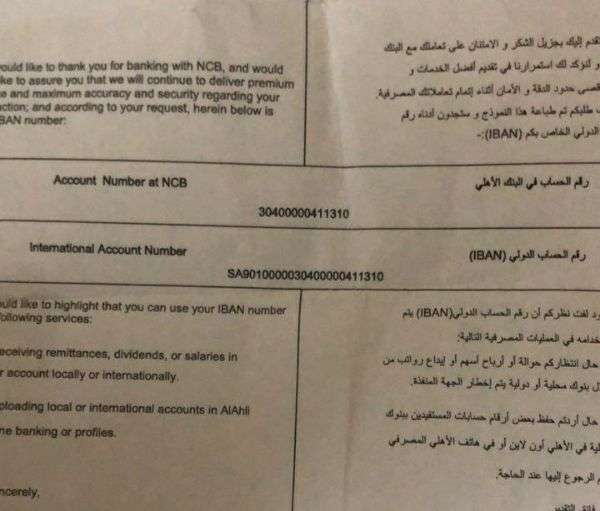 ould like to thank you for banking with NCB, and would
ke to assure you that we will continue to deliver premium
e and maximum accuracy and security regarding your
ction; and according to your request, herein below is
BAN number:
تقدم إليك بجزيل الشكر و الامتنان على تعاملك مع البنك
و لنؤكد لك استمرارنا في تقديم أفضل الخدمات و
قصى حدود الدقة و الأمان أثناء إتمام تعاملاتك المصرفية.
طلبكم تم طباعة هذا النموذج و ستجدون أدناه رقم
الدولي الخاص بكم (IBAN):-
Account Number at NCB
رقم الحساب في البنك الأهلي
30400000411310
International Account Number
رقم الحساب الدولي (IBAN)
SA9010000030400000411310
ould like to highlight that you can use your IBAN number
ollowing services:
eceiving remittances, dividends, or salaries in
r account locally or internationally.
ploading local or international accounts in AlAhli
ne banking or profiles.
ncerely,
ود لفت نظركم أن رقم الحساب الدولي(IBAN) يتم
خدامه في العمليات المصرفية التالية:
حال انتظاركم حوالة أو أرباح أسهم أو إيداع رواتب من
ل بنوك محلية أو دولية يتم إخطار الجهة المنفذة.
حال أردتم حفظ بعض أرقام حسابات المستفيدين ببنوك
لية في الأهلي أون لاين أو في هاتف الأهلي المصرفي
م الرجوع إليها عند الحاجة.
فائق التقدير